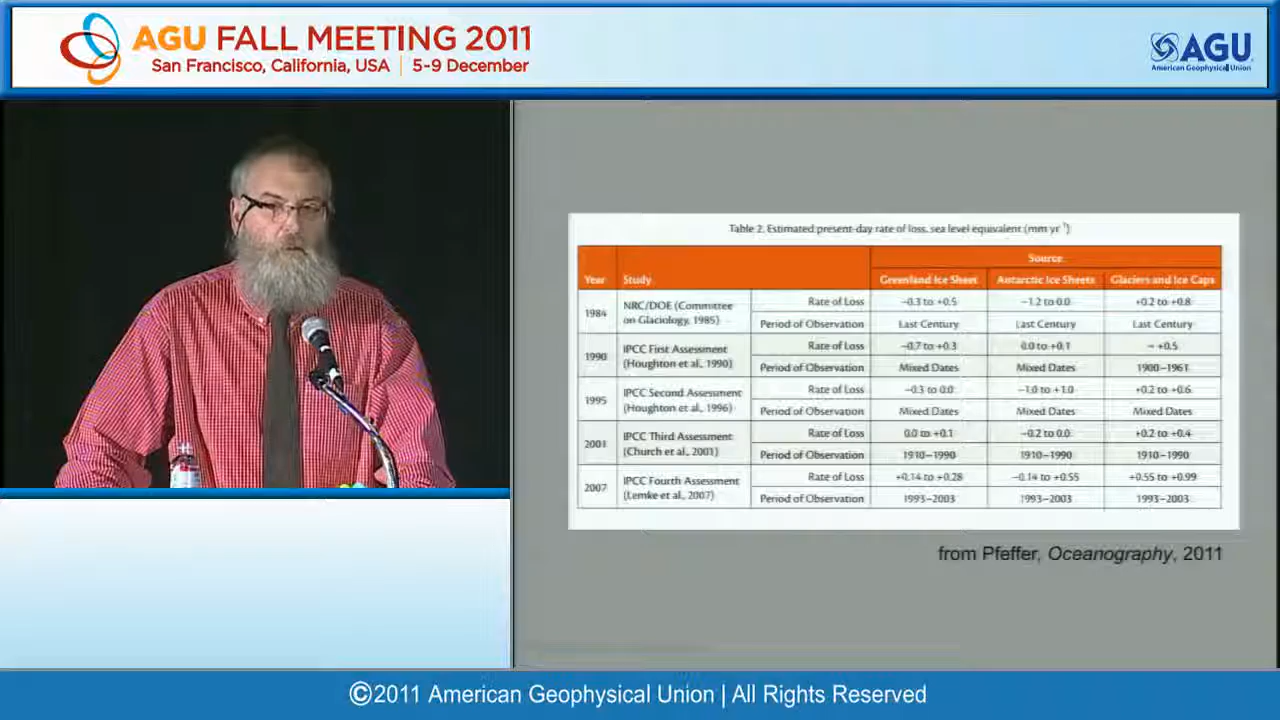 AGU FALL MEETING 2011
San Francisco, California, USA | 5-9 December
AGU
American Geophysical Union
Table 2. Estimated present-day rate of loss, sea level equivalent (mm yr⁻¹)
Source
Year Study Greenland Ice Sheet Antarctic Ice Sheets Glaciers and Ice Caps
1984 NRC/DOE (Committee on Glaciology, 1985) Rate of Loss −0.3 to +0.5 −1.2 to 0.0 +0.2 to +0.8
Period of Observation Last Century Last Century Last Century
1990 IPCC First Assessment (Houghton et al., 1990) Rate of Loss −0.7 to +0.3 0.0 to +0.1 ~ +0.5
Period of Observation Mixed Dates Mixed Dates 1900–1961
1995 IPCC Second Assessment (Houghton et al., 1996) Rate of Loss −0.3 to 0.0 −1.0 to +1.0 +0.2 to +0.6
Period of Observation Mixed Dates Mixed Dates Mixed Dates
2001 IPCC Third Assessment (Church et al., 2001) Rate of Loss 0.0 to +0.1 −0.2 to 0.0 +0.2 to +0.4
Period of Observation 1910–1990 1910–1990 1910–1990
2007 IPCC Fourth Assessment (Lemke et al., 2007) Rate of Loss +0.14 to +0.28 −0.14 to +0.55 +0.55 to +0.99
Period of Observation 1993–2003 1993–2003 1993–2003
from Pfeffer, Oceanography, 2011
©2011 American Geophysical Union | All Rights Reserved